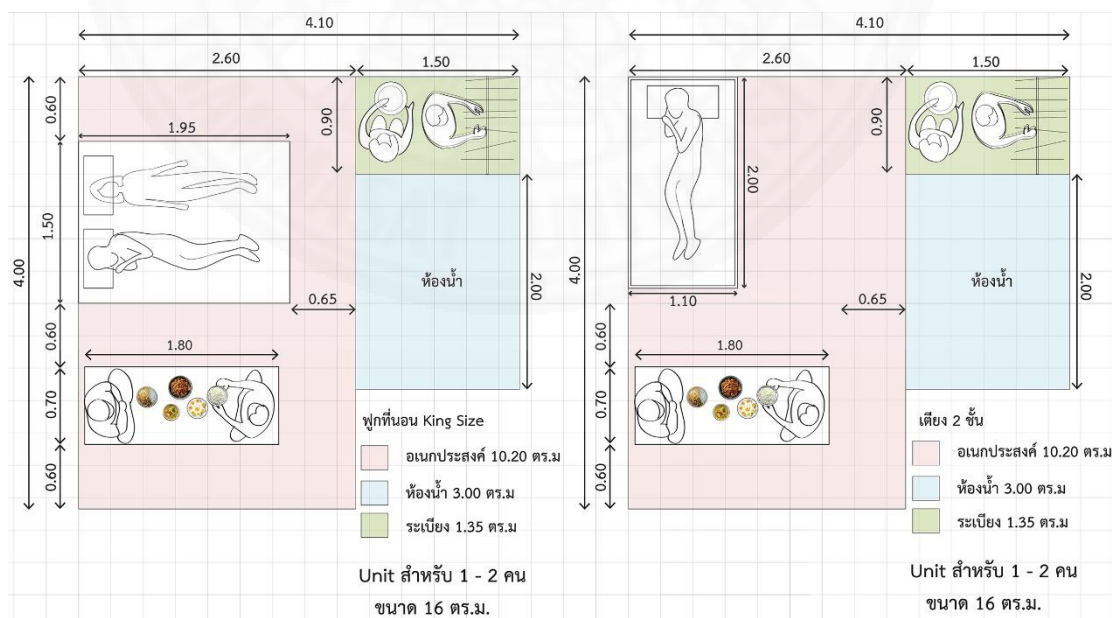 4.10
2.60
1.50
0.60
0.90
1.95
1.50
4.00
ห้องน้ำ
2.00
0.65
0.60
1.80
0.70
0.60
ฟูกที่นอน King Size
อเนกประสงค์ 10.20 ตร.ม
ห้องน้ำ 3.00 ตร.ม
ระเบียง 1.35 ตร.ม
Unit สำหรับ 1 - 2 คน
ขนาด 16 ตร.ม.
4.10
2.60
1.50
0.90
2.00
4.00
ห้องน้ำ
2.00
1.10
0.65
0.60
1.80
0.70
0.60
เตียง 2 ชั้น
อเนกประสงค์ 10.20 ตร.ม
ห้องน้ำ 3.00 ตร.ม
ระเบียง 1.35 ตร.ม
Unit สำหรับ 1 - 2 คน
ขนาด 16 ตร.ม.